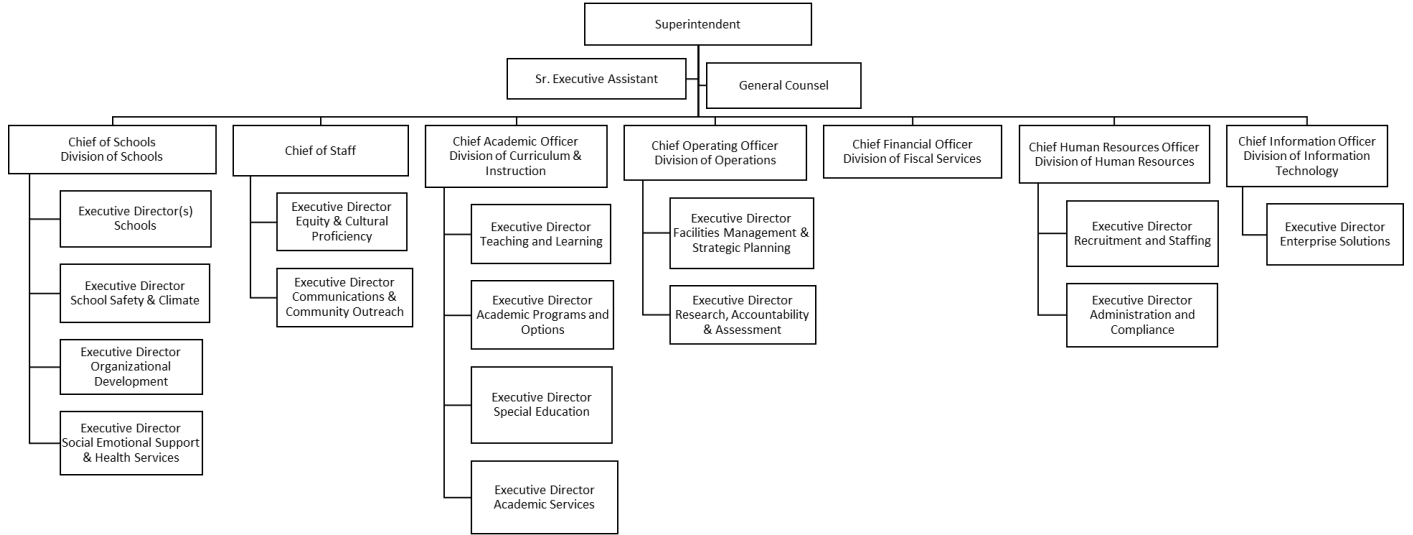 Superintendent
Sr. Executive Assistant
General Counsel
Chief of Schools
Division of Schools
Executive Director(s)
Schools
Executive Director
School Safety & Climate
Executive Director
Organizational
Development
Executive Director
Social Emotional Support
& Health Services
Chief of Staff
Executive Director
Equity & Cultural
Proficiency
Executive Director
Communications &
Community Outreach
Chief Academic Officer
Division of Curriculum &
Instruction
Executive Director
Teaching and Learning
Executive Director
Academic Programs and
Options
Executive Director
Special Education
Executive Director
Academic Services
Chief Operating Officer
Division of Operations
Executive Director
Facilities Management &
Strategic Planning
Executive Director
Research, Accountability
& Assessment
Chief Financial Officer
Division of Fiscal Services
Chief Human Resources Officer
Division of Human Resources
Executive Director
Recruitment and Staffing
Executive Director
Administration and
Compliance
Chief Information Officer
Division of Information
Technology
Executive Director
Enterprise Solutions